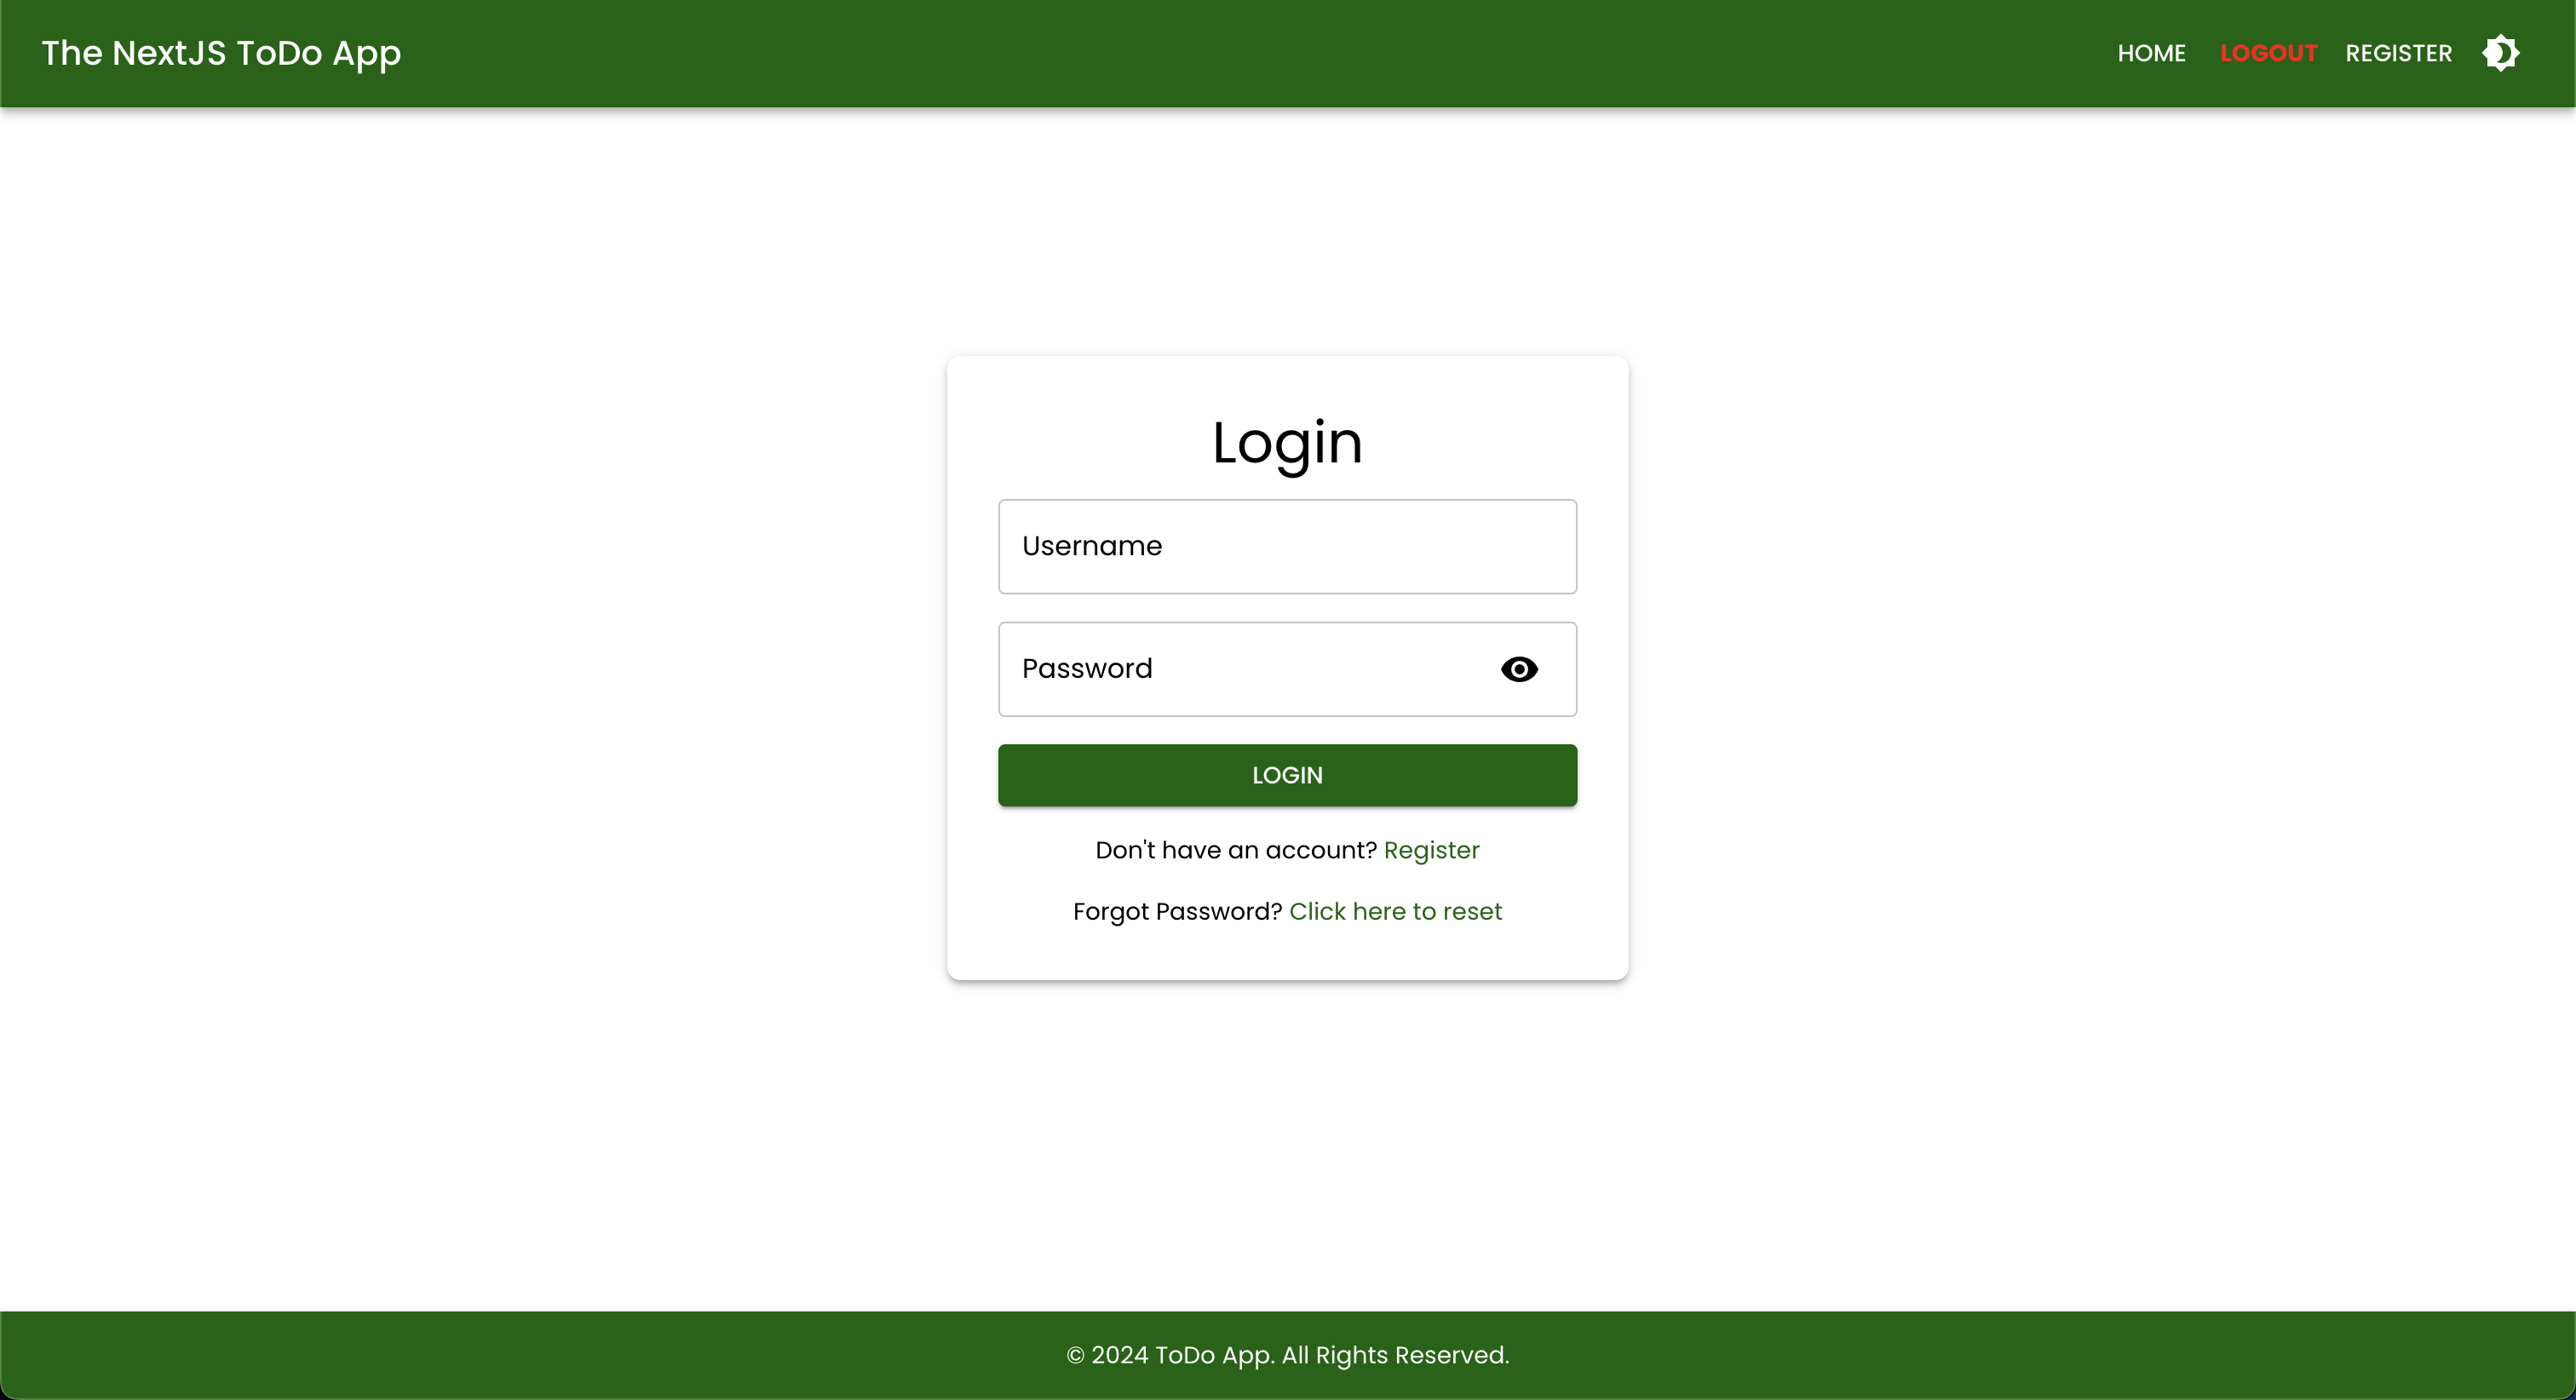 The NextJS ToDo App HOME LOGOUT REGISTER
Login
Username
Password
LOGIN
Don't have an account? Register
Forgot Password? Click here to reset
© 2024 ToDo App. All Rights Reserved.